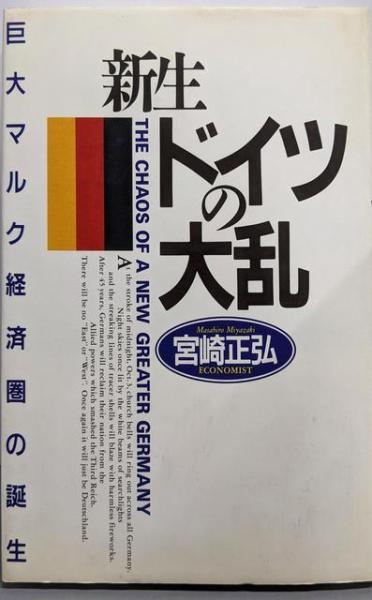 新生
ドイツ
の
大乱
巨大マルク経済圏の誕生
THE CHAOS OF A NEW GREATER GERMANY
At the stroke of midnight, Oct.3, church bells will ring out across all Germany.
Night skies once lit by the white beams of searchlights
and the streaking lines of tracer shells will blaze with harmless fireworks.
After 45 years, Germans will reclaim their nation from the
Allied powers which smashed the Third Reich.
There will be no "East" or "West". Once again it will just be Deutschland.
Masahiro Miyazaki
宮崎正弘
ECONOMIST